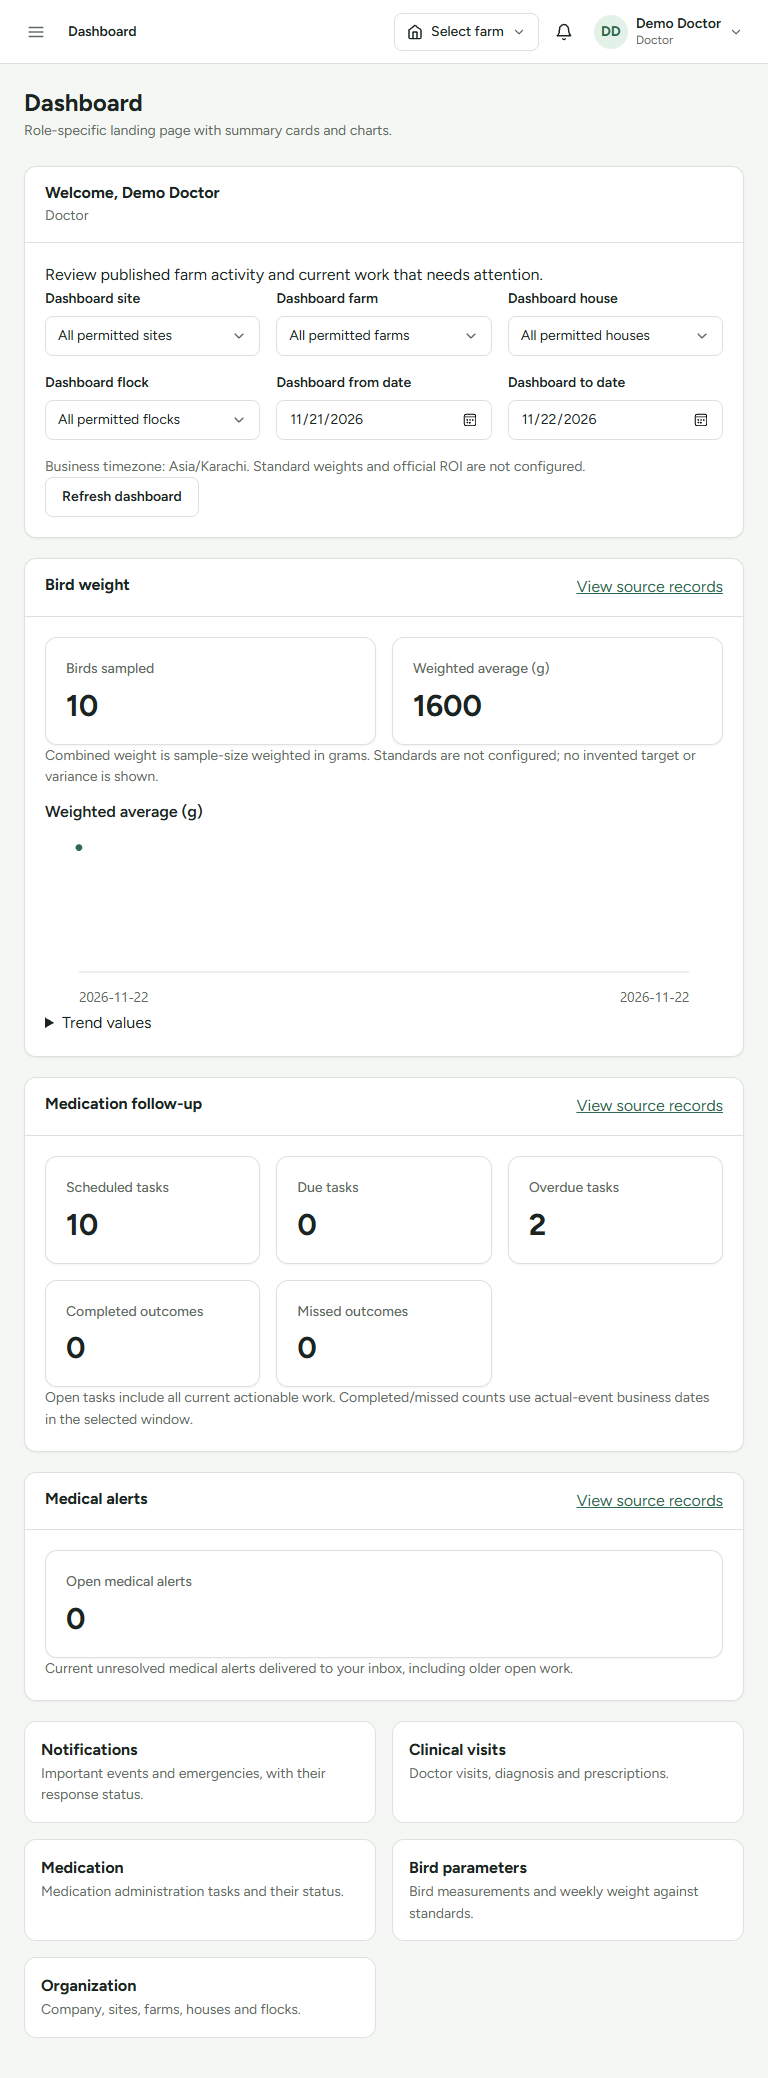 Dashboard
Select farm
DD
Demo Doctor
Doctor
Dashboard
Role-specific landing page with summary cards and charts.
Welcome, Demo Doctor
Doctor
Review published farm activity and current work that needs attention.
Dashboard site
Dashboard farm
Dashboard house
All permitted sites
All permitted farms
All permitted houses
Dashboard flock
Dashboard from date
Dashboard to date
All permitted flocks
11/21/2026
11/22/2026
Business timezone: Asia/Karachi. Standard weights and official ROI are not configured.
Refresh dashboard
Bird weight
View source records
Birds sampled
Weighted average (g)
10
1600
Combined weight is sample-size weighted in grams. Standards are not configured; no invented target or
variance is shown.
Weighted average (g)
2026-11-22
2026-11-22
Trend values
Medication follow-up
View source records
Scheduled tasks
Due tasks
Overdue tasks
10
0
2
Completed outcomes
Missed outcomes
0
0
Open tasks include all current actionable work. Completed/missed counts use actual-event business dates
in the selected window.
Medical alerts
View source records
Open medical alerts
0
Current unresolved medical alerts delivered to your inbox, including older open work.
Notifications
Important events and emergencies, with their
response status.
Clinical visits
Doctor visits, diagnosis and prescriptions.
Medication
Medication administration tasks and their status.
Bird parameters
Bird measurements and weekly weight against
standards.
Organization
Company, sites, farms, houses and flocks.